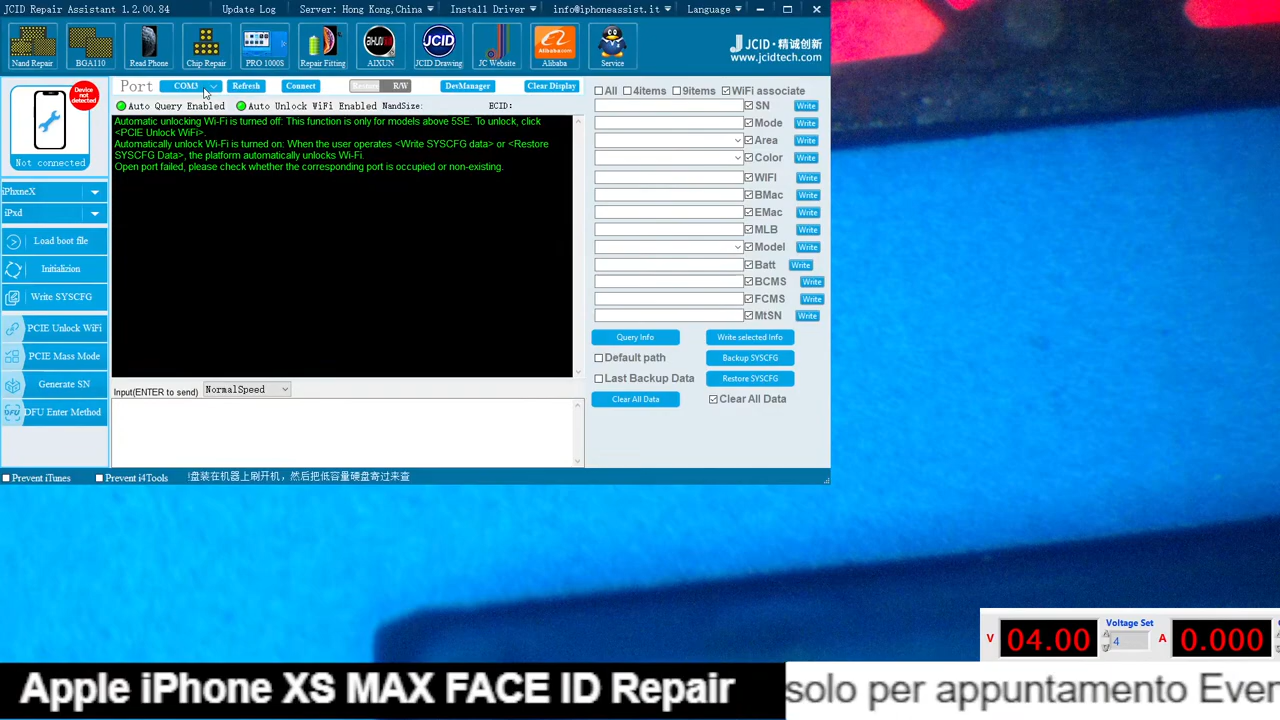 JCID Repair Assistant 1.2.00.84
Update Log
Server: Hong Kong,China
Install Driver
info@iphoneassist.it
Language
Nand Repair
BGA110
Read Phone
Chip Repair
PRO 1000S
Repair Fitting
AIXUN
JCID Drawing
JC Website
Alibaba
Service
JCID·精诚创新
www.jcidtech.com
Device not detected
Not connected
Port
COM3
Refresh
Connect
Restore
R/W
DevManager
Clear Display
Auto Query Enabled
Auto Unlock WiFi Enabled
NandSize:
ECID:
Automatic unlocking Wi-Fi is turned off: This function is only for models above 5SE. To unlock, click
<PCIE Unlock WiFi>.
Automatically unlock Wi-Fi is turned on: When the user operates <Write SYSCFG data> or <Restore
SYSCFG Data>, the platform automatically unlocks Wi-Fi.
Open port failed, please check whether the corresponding port is occupied or non-existing.
iPhxneX
iPxd
Load boot file
Initializion
Write SYSCFG
PCIE Unlock WiFi
PCIE Mass Mode
Generate SN
DFU Enter Method
Input(ENTER to send)
NormalSpeed
All
4items
9items
WiFi associate
SN Write
Mode Write
Area Write
Color Write
WIFI Write
BMac Write
EMac Write
MLB Write
Model Write
Batt Write
BCMS Write
FCMS Write
MtSN Write
Query Info
Write selected Info
Default path
Backup SYSCFG
Last Backup Data
Restore SYSCFG
Clear All Data
Clear All Data
Prevent iTunes
Prevent i4Tools
盘装在机器上刷开机，然后把低容量硬盘寄过来查
Voltage Set
V 04.00
4
A 0.000
Apple iPhone XS MAX FACE ID Repair
solo per appuntamento Ever